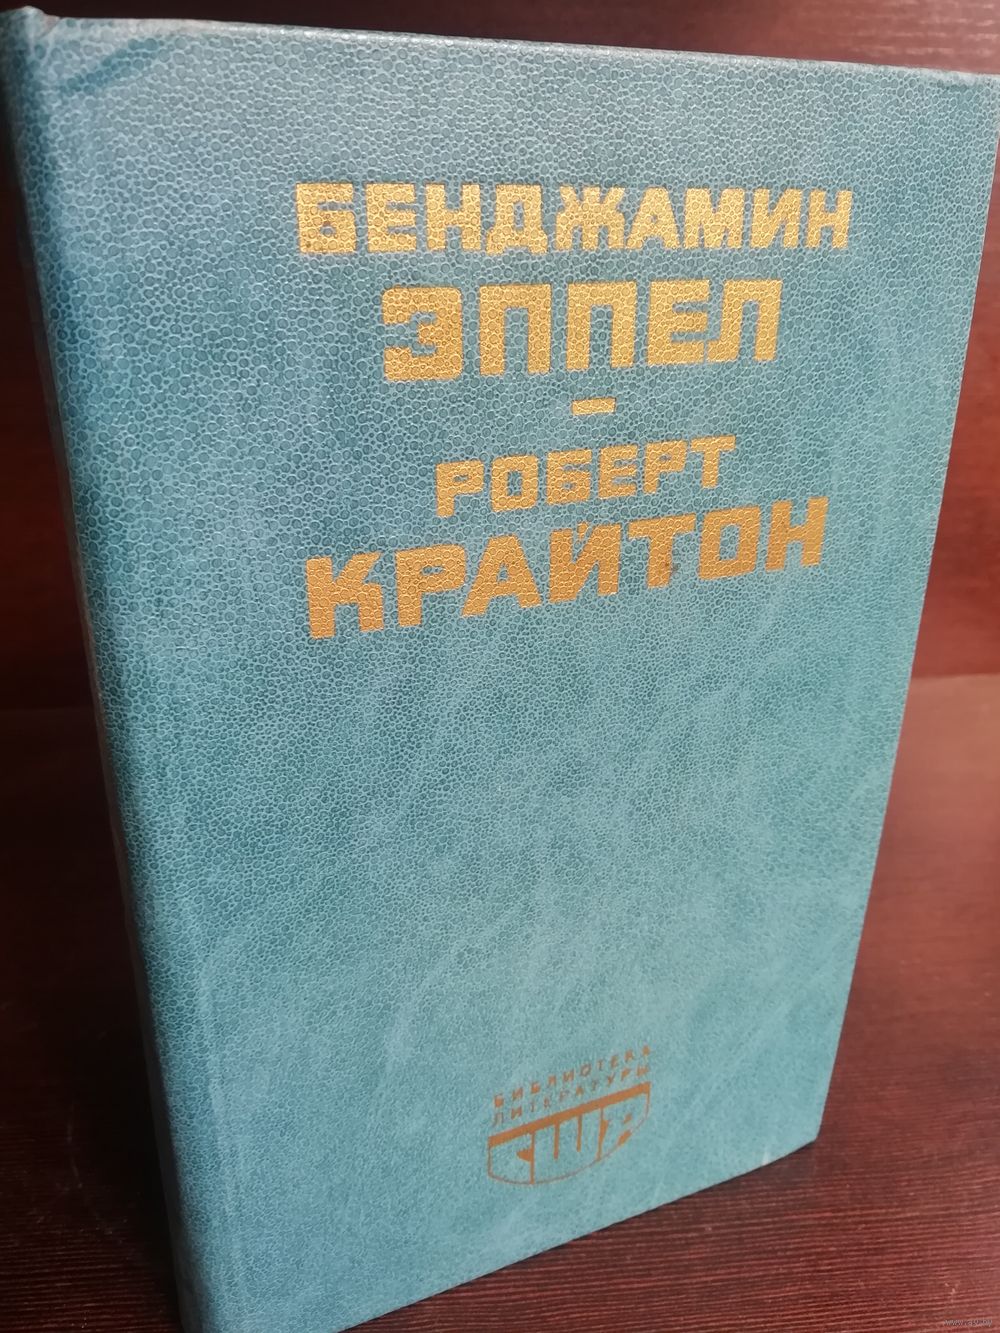 БЕНДЖАМИН
ЭППЕЛ
-
РОБЕРТ
КРАЙТОН
БИБЛИОТЕКА
ЛИТЕРАТУРЫ
США